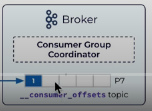 Broker
Consumer Group
Coordinator
1
P7
__consumer_offsets topic